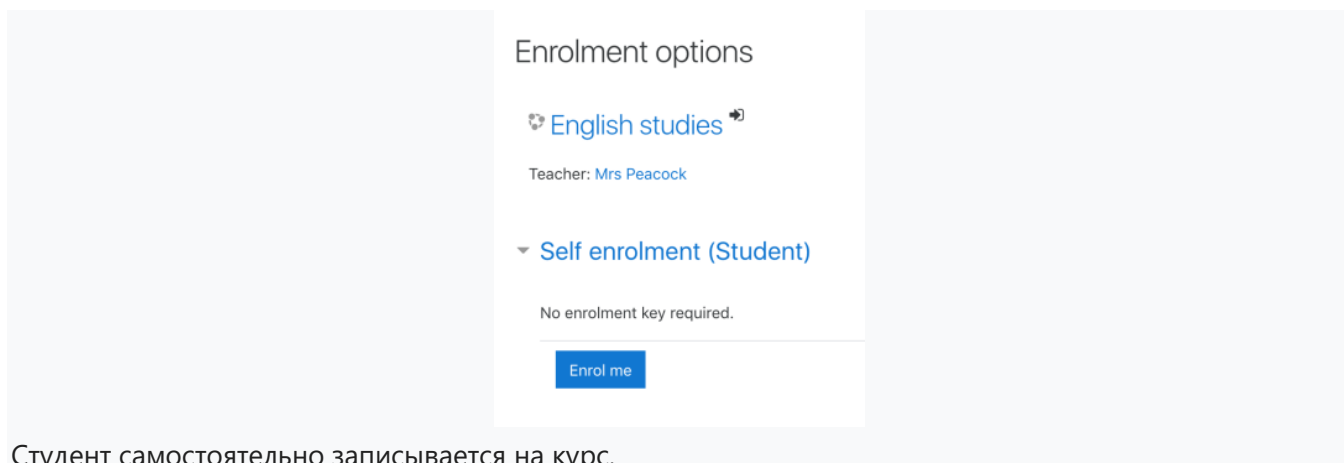 Enrolment options
English studies
Teacher: Mrs Peacock
Self enrolment (Student)
No enrolment key required.
Enrol me
Студент самостоятельно записывается на курс.